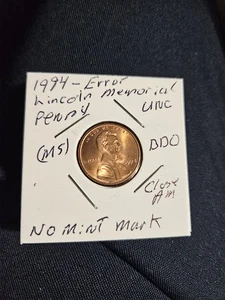 1994 - Error
Lincoln Memorial
Penny
UNC
(MS)
DDO
Close
AM
No Mint Mark